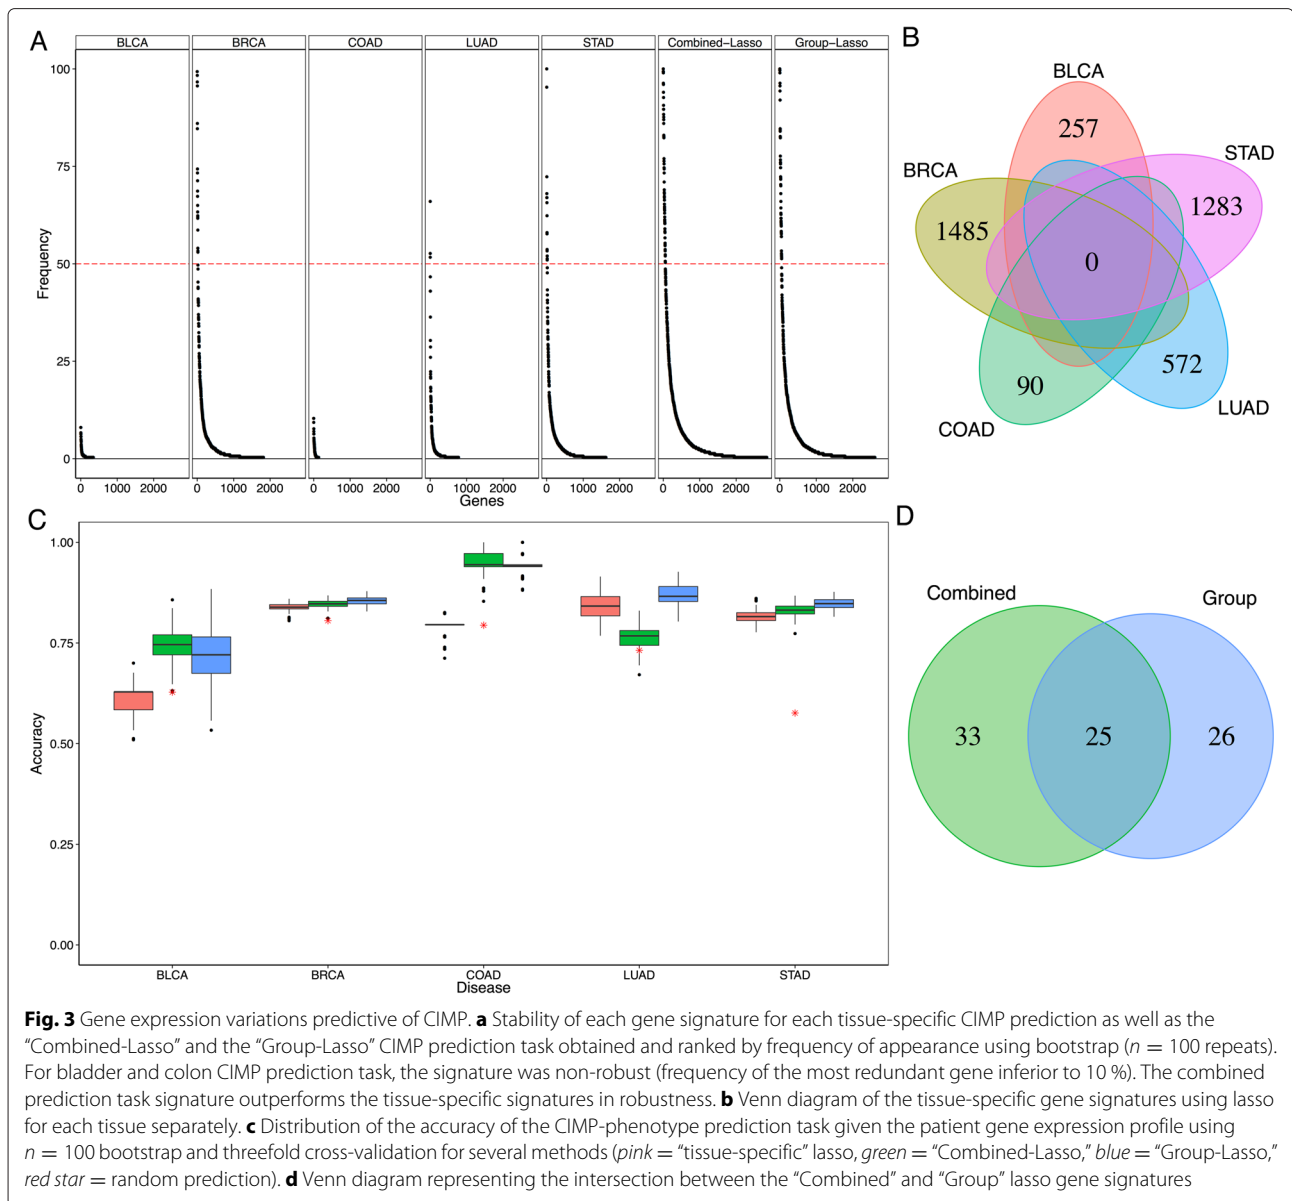 A
BLCA BRCA COAD LUAD STAD Combined−Lasso Group−Lasso
100
75
50
25
0
Frequency
0 1000 2000 0 1000 2000 0 1000 2000 0 1000 2000 0 1000 2000 0 1000 2000 0 1000 2000
Genes
B
BLCA
257
STAD
BRCA
1283
1485
0
572
90
LUAD
COAD
C
1.00
0.75
0.50
0.25
0.00
Accuracy
BLCA BRCA COAD LUAD STAD
Disease
D
Combined
Group
33 25 26
Fig. 3 Gene expression variations predictive of CIMP. a Stability of each gene signature for each tissue-specific CIMP prediction as well as the
“Combined-Lasso” and the “Group-Lasso” CIMP prediction task obtained and ranked by frequency of appearance using bootstrap (n = 100 repeats).
For bladder and colon CIMP prediction task, the signature was non-robust (frequency of the most redundant gene inferior to 10 %). The combined
prediction task signature outperforms the tissue-specific signatures in robustness. b Venn diagram of the tissue-specific gene signatures using lasso
for each tissue separately. c Distribution of the accuracy of the CIMP-phenotype prediction task given the patient gene expression profile using
n = 100 bootstrap and threefold cross-validation for several methods (pink = “tissue-specific” lasso, green = “Combined-Lasso,” blue = “Group-Lasso,”
red star = random prediction). d Venn diagram representing the intersection between the “Combined” and “Group” lasso gene signatures